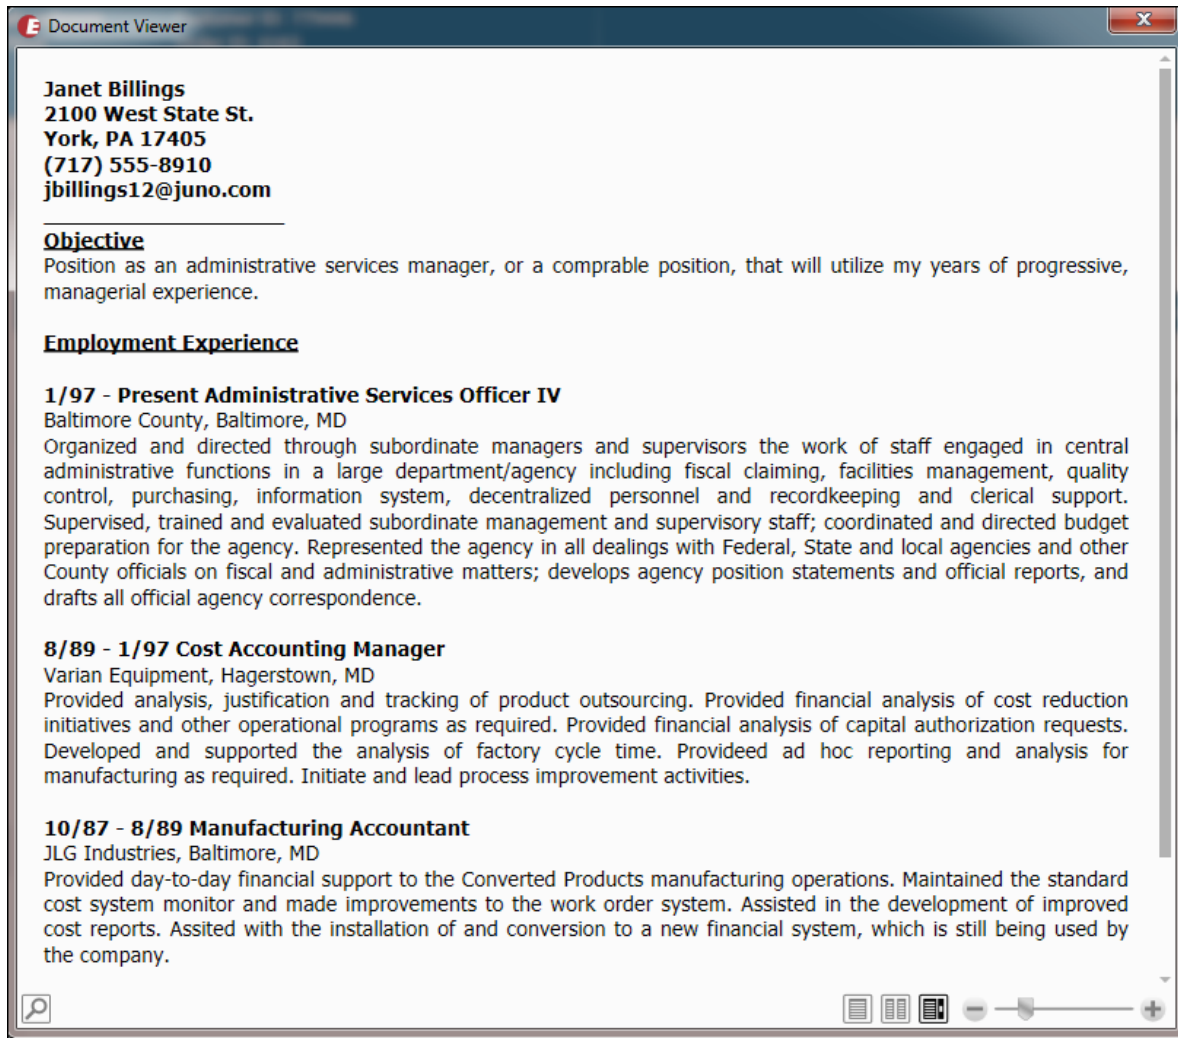 Document Viewer
Janet Billings
2100 West State St.
York, PA 17405
(717) 555-8910
jbillings12@juno.com
Objective
Position as an administrative services manager, or a comprable position, that will utilize my years of progressive,
managerial experience.
Employment Experience
1/97 - Present Administrative Services Officer IV
Baltimore County, Baltimore, MD
Organized and directed through subordinate managers and supervisors the work of staff engaged in central
administrative functions in a large department/agency including fiscal claiming, facilities management, quality
control, purchasing, information system, decentralized personnel and recordkeeping and clerical support.
Supervised, trained and evaluated subordinate management and supervisory staff; coordinated and directed budget
preparation for the agency. Represented the agency in all dealings with Federal, State and local agencies and other
County officials on fiscal and administrative matters; develops agency position statements and official reports, and
drafts all official agency correspondence.
8/89 - 1/97 Cost Accounting Manager
Varian Equipment, Hagerstown, MD
Provided analysis, justification and tracking of product outsourcing. Provided financial analysis of cost reduction
initiatives and other operational programs as required. Provided financial analysis of capital authorization requests.
Developed and supported the analysis of factory cycle time. Provideed ad hoc reporting and analysis for
manufacturing as required. Initiate and lead process improvement activities.
10/87 - 8/89 Manufacturing Accountant
JLG Industries, Baltimore, MD
Provided day-to-day financial support to the Converted Products manufacturing operations. Maintained the standard
cost system monitor and made improvements to the work order system. Assisted in the development of improved
cost reports. Assited with the installation of and conversion to a new financial system, which is still being used by
the company.